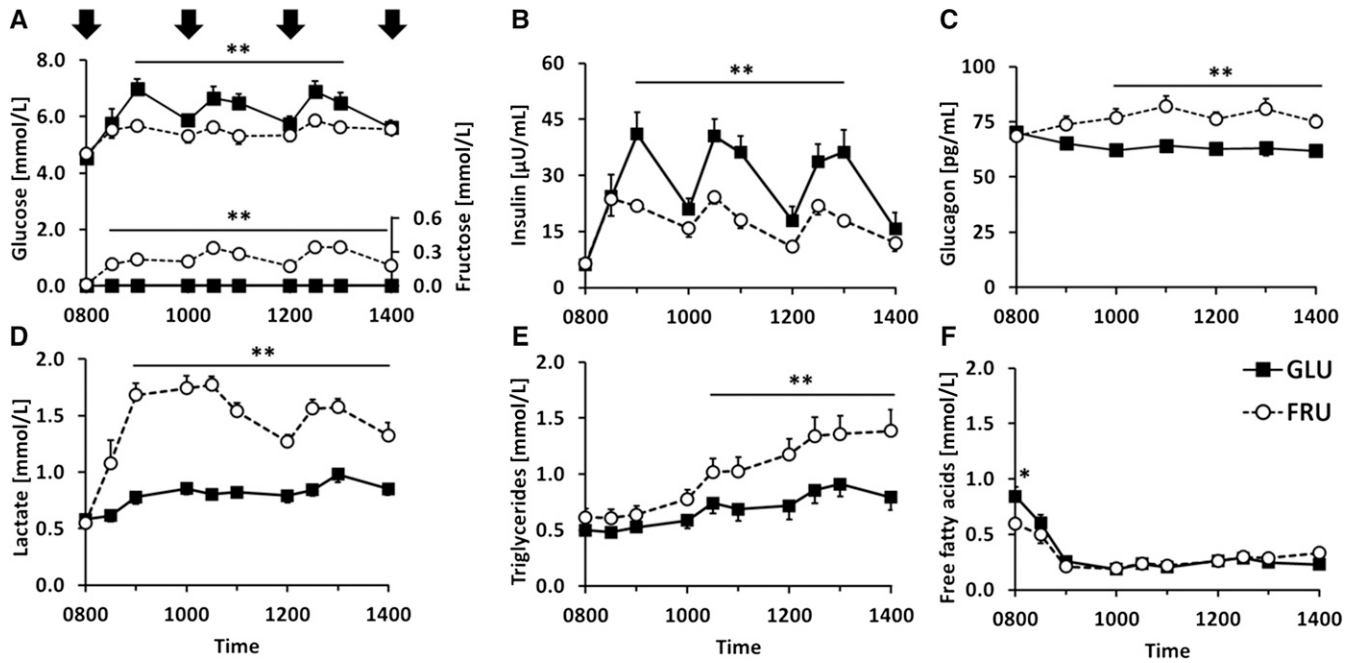 A
Glucose [mmol/L]
8.0
6.0
4.0
2.0
0.0
**
**
Fructose [mmol/L]
0.6
0.3
0.0
0800 1000 1200 1400
B
Insulin [µU/mL]
60
45
30
15
0
**
0800 1000 1200 1400
C
Glucagon [pg/mL]
100
75
50
25
0
**
0800 1000 1200 1400
D
Lactate [mmol/L]
2.0
1.5
1.0
0.5
0.0
**
0800 1000 1200 1400
Time
E
Triglycerides [mmol/L]
2.0
1.5
1.0
0.5
0.0
**
0800 1000 1200 1400
Time
F
Free fatty acids [mmol/L]
2.0
1.5
1.0
0.5
0.0
*
GLU
FRU
0800 1000 1200 1400
Time